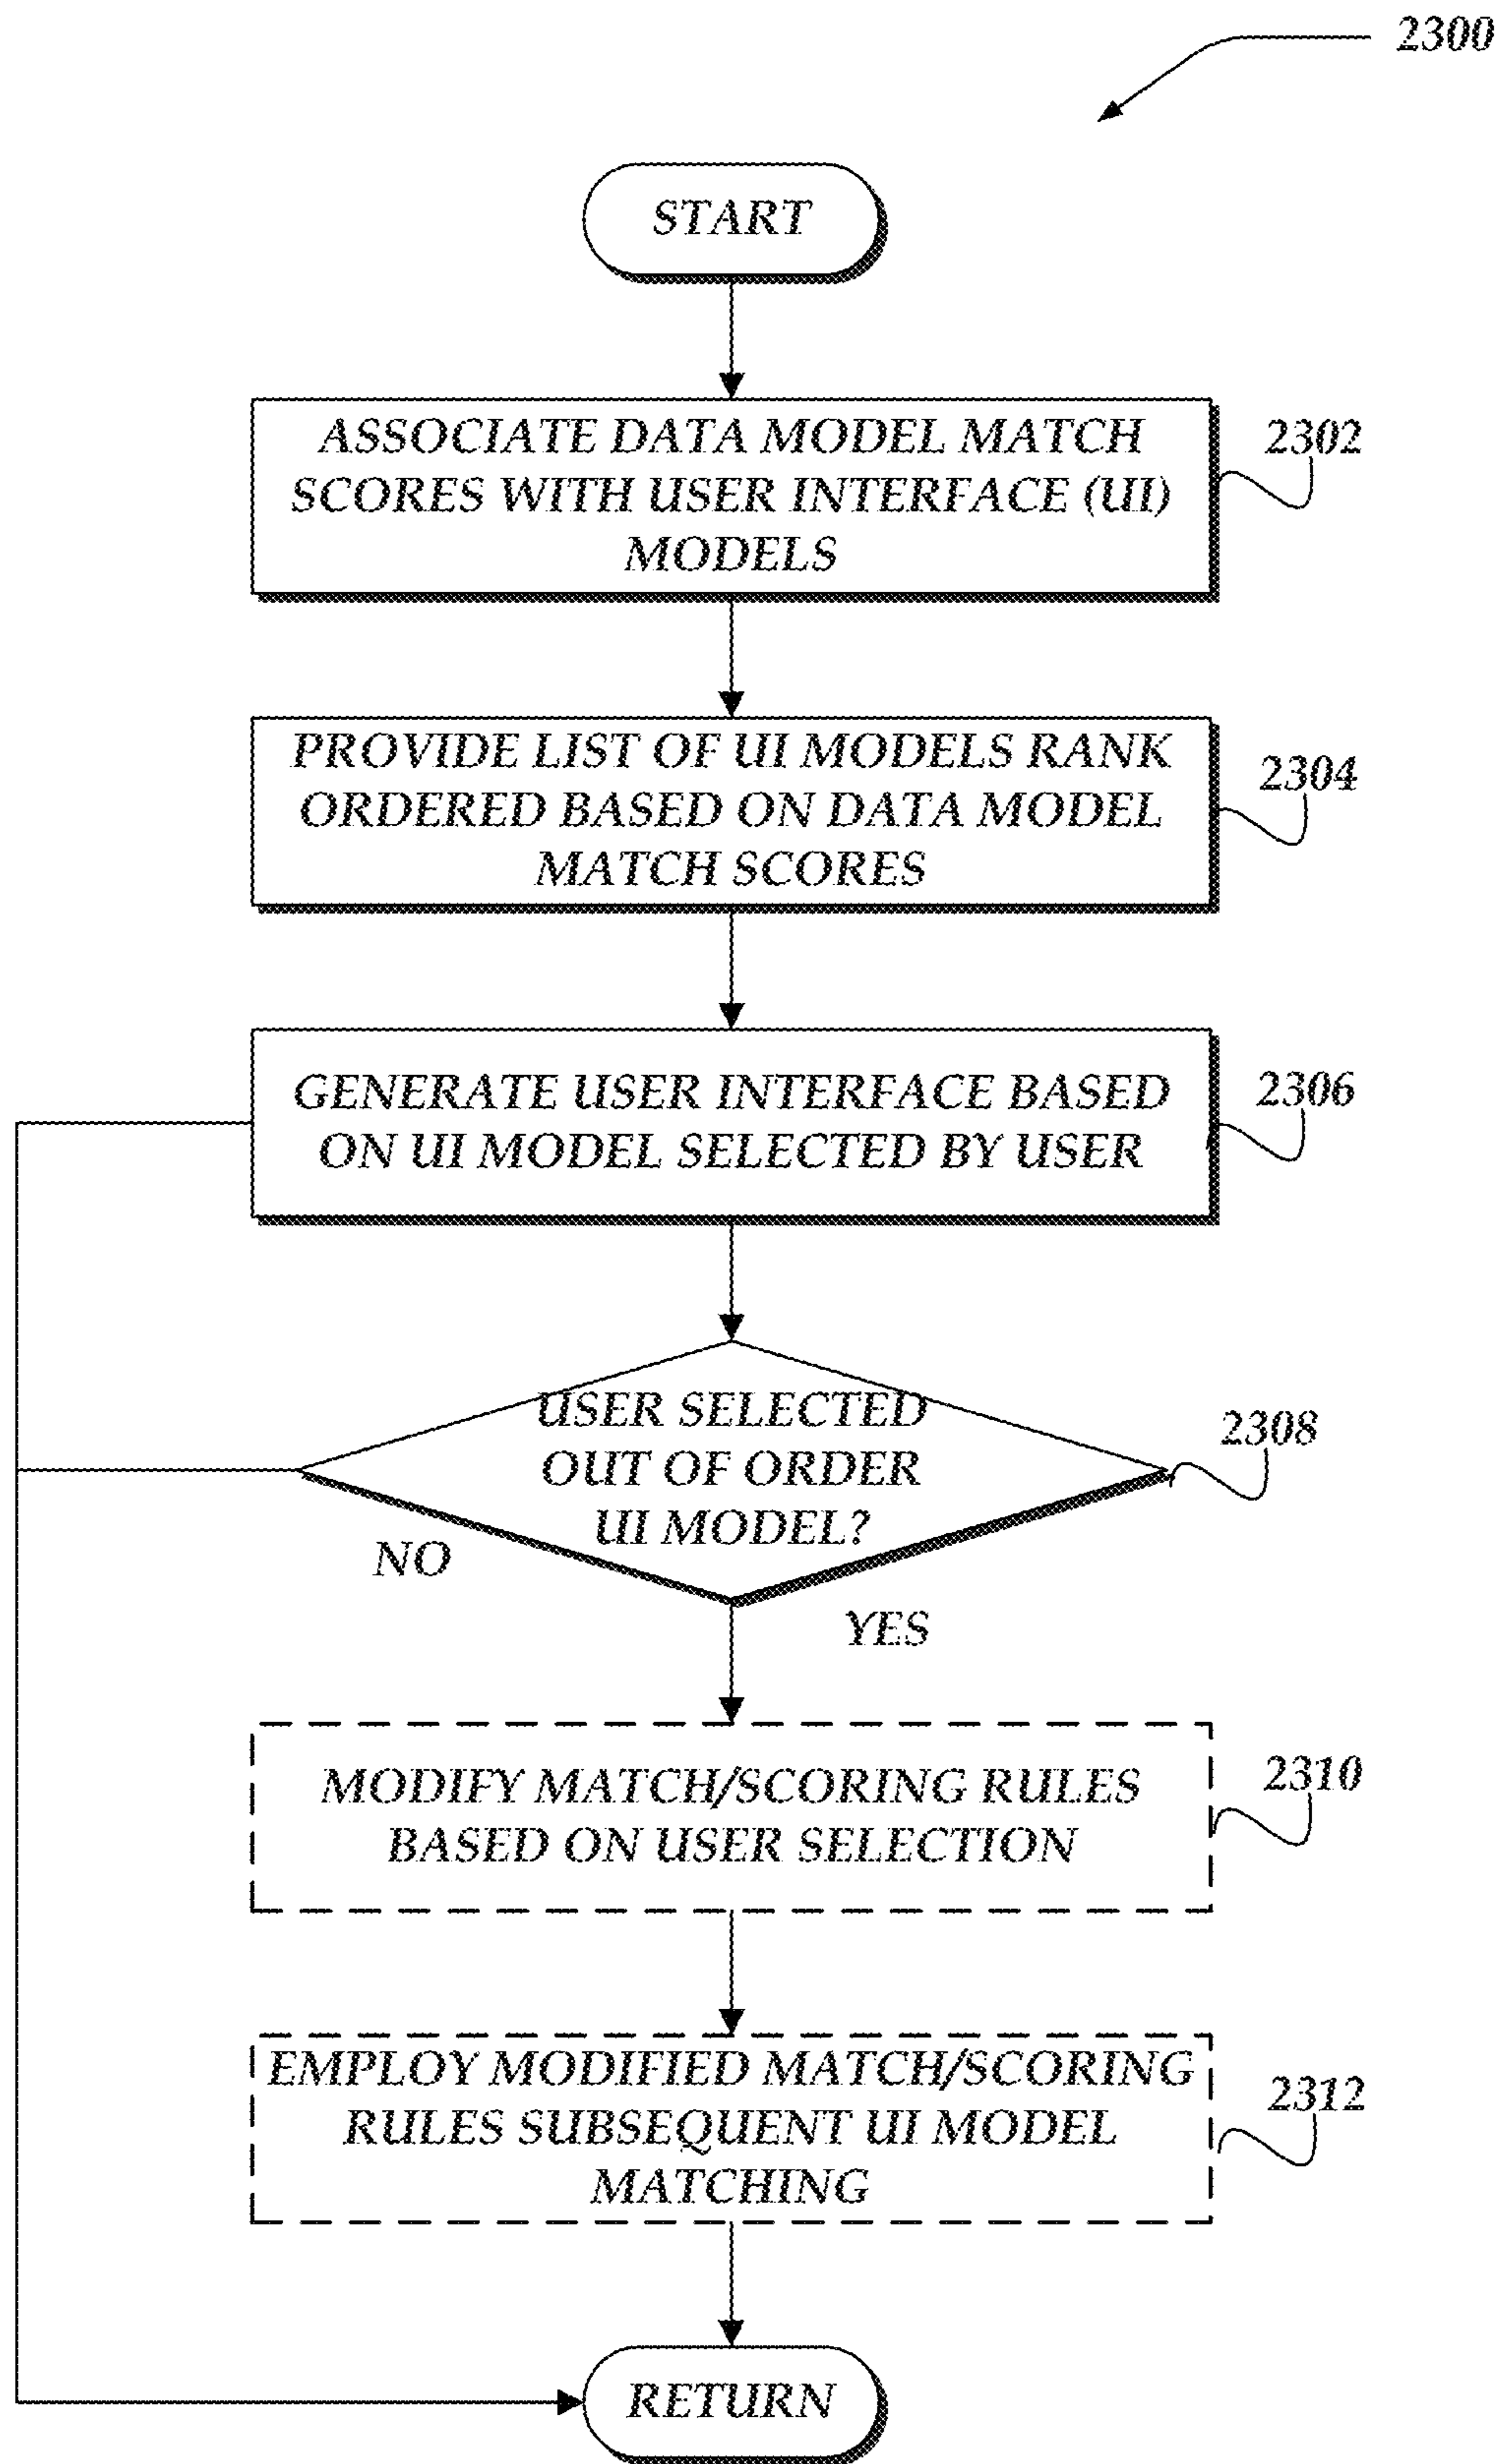 2300
START
ASSOCIATE DATA MODEL MATCH
SCORES WITH USER INTERFACE (UI)
MODELS
2302
PROVIDE LIST OF UI MODELS RANK
ORDERED BASED ON DATA MODEL
MATCH SCORES
2304
GENERATE USER INTERFACE BASED
ON UI MODEL SELECTED BY USER
2306
USER SELECTED
OUT OF ORDER
UI MODEL?
2308
NO
YES
MODIFY MATCH/SCORING RULES
BASED ON USER SELECTION
2310
EMPLOY MODIFIED MATCH/SCORING
RULES SUBSEQUENT UI MODEL
MATCHING
2312
RETURN